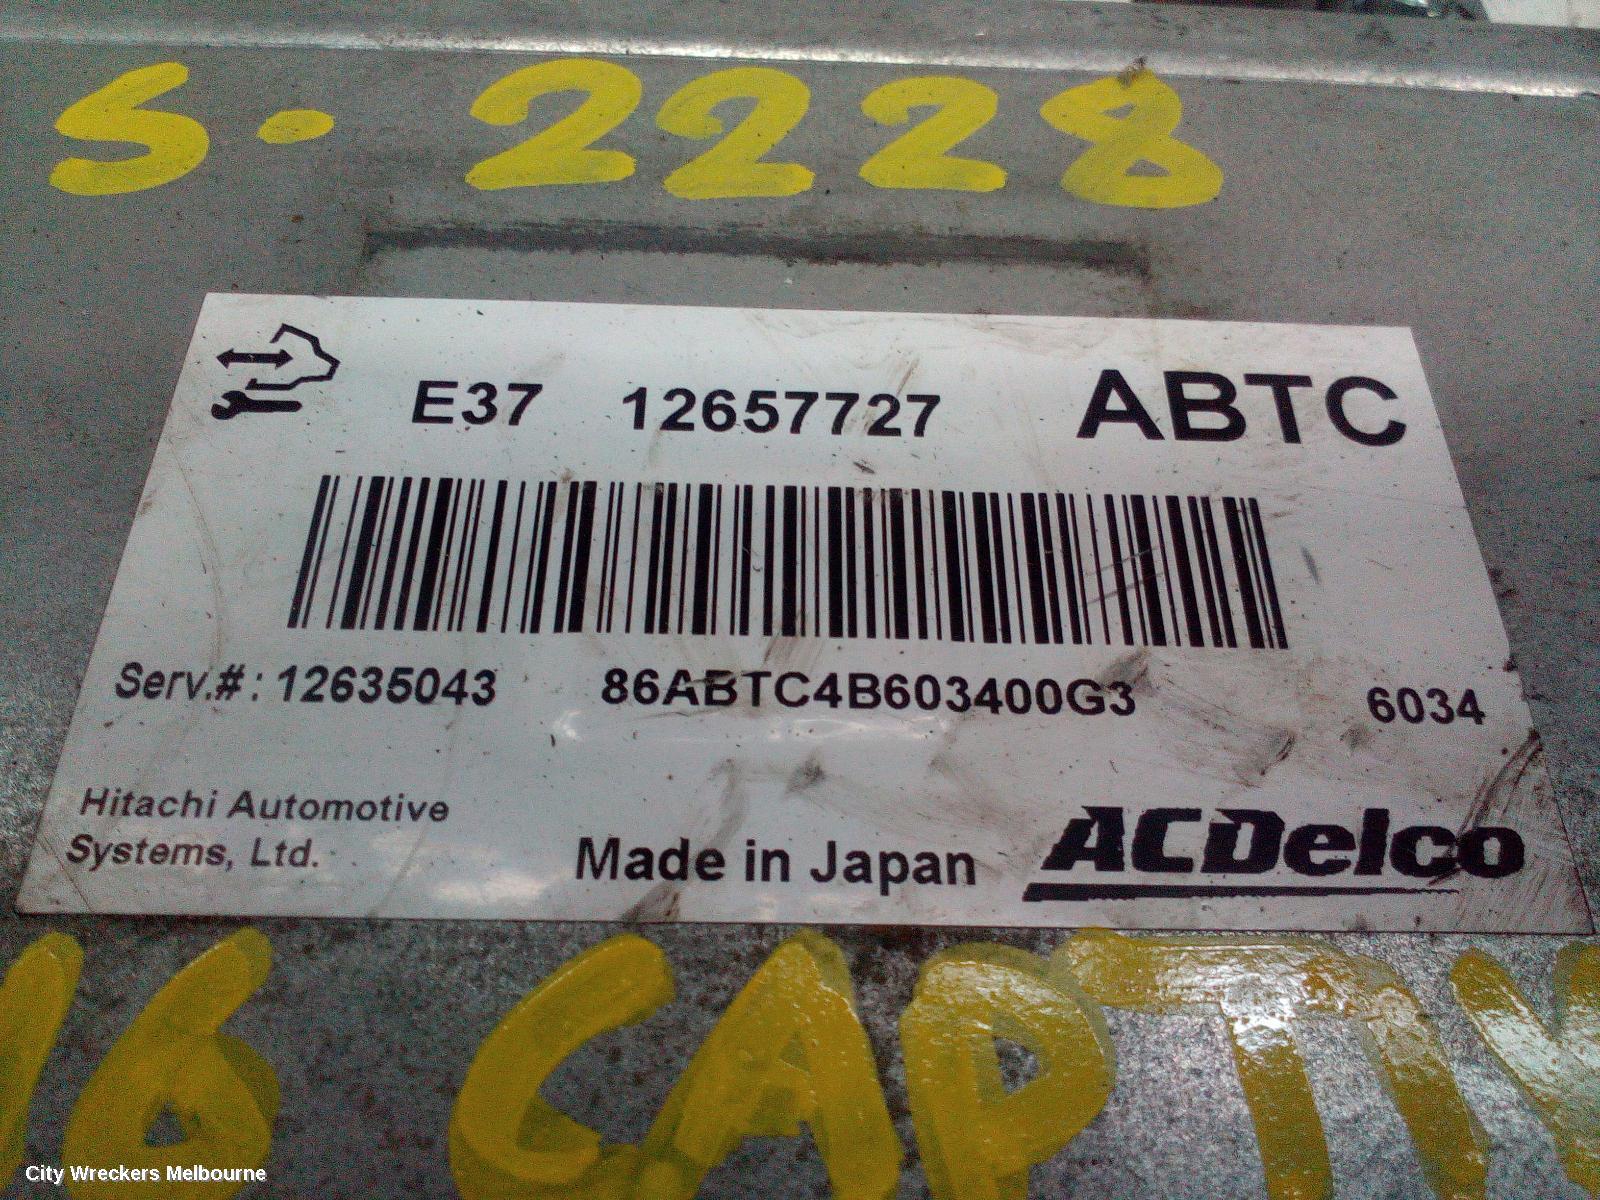 S. 2228
E37 12657727 ABTC
Serv.#: 12635043 86ABTC4B603400G3 6034
Hitachi Automotive
Systems, Ltd.
Made in Japan
ACDelco
16 CAPTIV
City Wreckers Melbourne